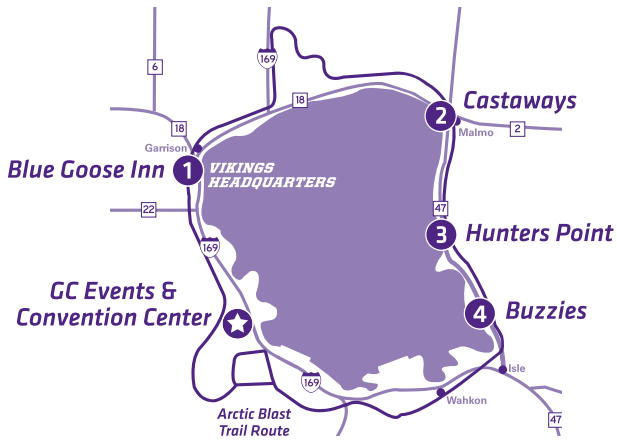 169
6
18
Castaways
2
Malmo
2
18
Garrison
Blue Goose Inn
1
VIKINGS
HEADQUARTERS
22
47
169
3
Hunters Point
GC Events &
Convention Center
4
Buzzies
169
Isle
Wahkon
Arctic Blast
Trail Route
47